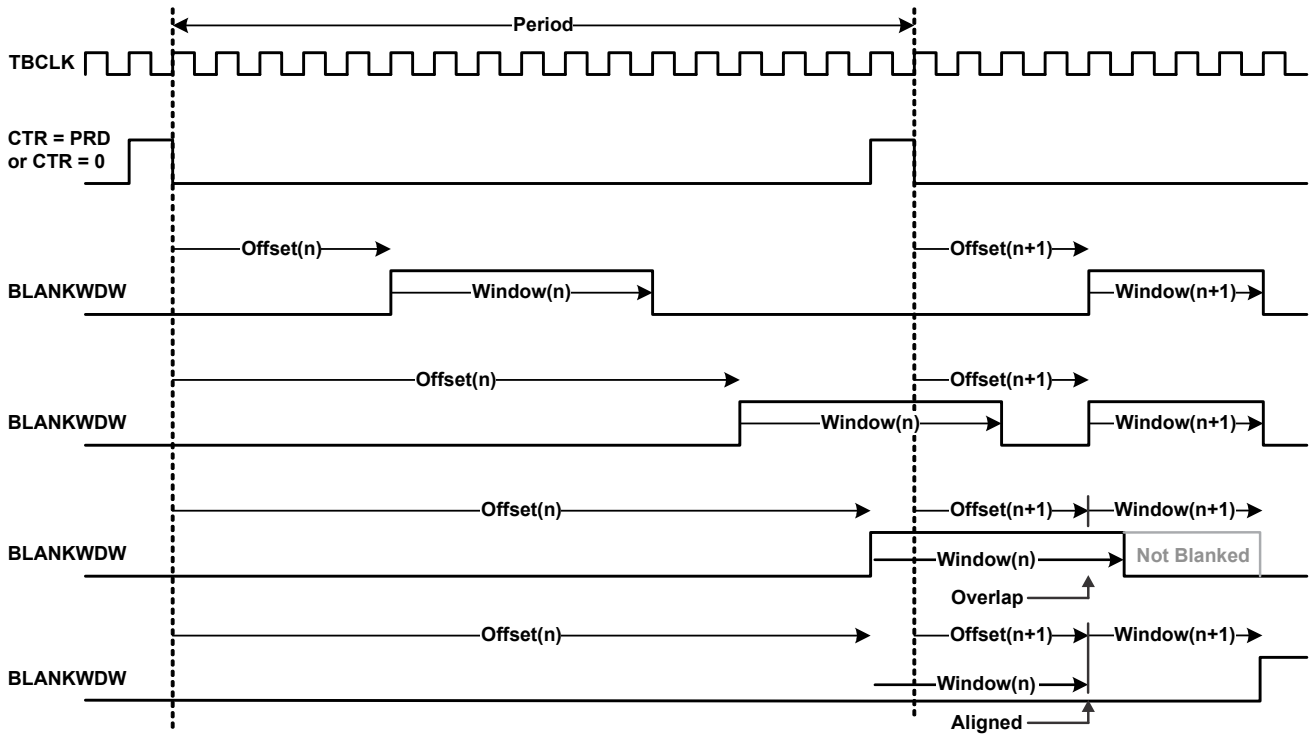 Period
TBCLK
CTR = PRD
or CTR = 0
Offset(n)
Offset(n+1)
BLANKWDW
Window(n)
Window(n+1)
Offset(n)
Offset(n+1)
BLANKWDW
Window(n)
Window(n+1)
Offset(n)
Offset(n+1)
Window(n+1)
BLANKWDW
Window(n)
Not Blanked
Overlap
Offset(n)
Offset(n+1)
Window(n+1)
BLANKWDW
Window(n)
Aligned